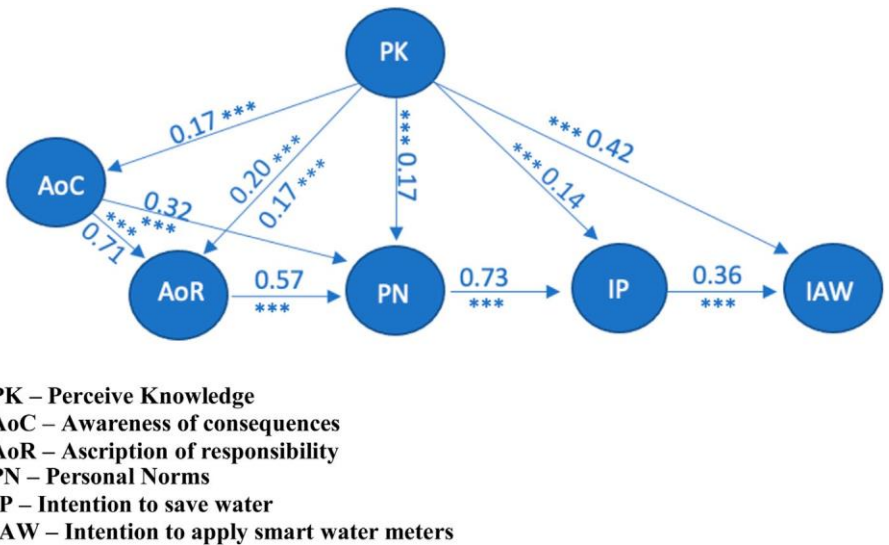 PK
0.17 ***
0.20 ***
0.17 ***
*** 0.17
*** 0.14
*** 0.42
AoC
0.32
***
***
0.71
AoR
0.57
***
PN
0.73
***
IP
0.36
***
IAW
PK – Perceive Knowledge
AoC – Awareness of consequences
AoR – Ascription of responsibility
PN – Personal Norms
IP – Intention to save water
IAW – Intention to apply smart water meters